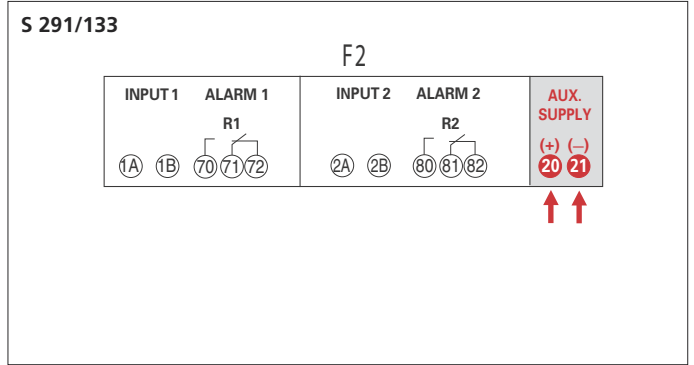 S 291/133
F2
INPUT 1 ALARM 1 INPUT 2 ALARM 2 AUX.
SUPPLY
R1 R2
(+) (–)
1A 1B 70 71 72 2A 2B 80 81 82 20 21